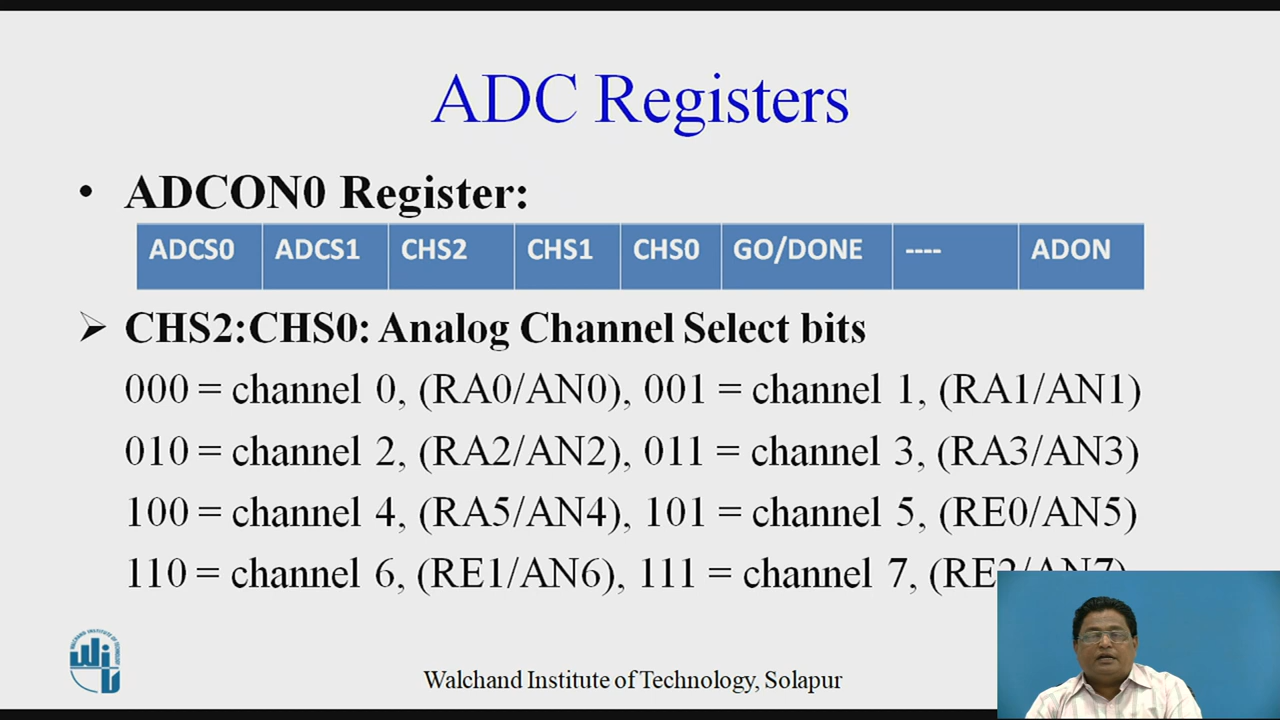 ADC Registers
• ADCON0 Register:
ADCS0 ADCS1 CHS2 CHS1 CHS0 GO/DONE ---- ADON
➢ CHS2:CHS0: Analog Channel Select bits
000 = channel 0, (RA0/AN0), 001 = channel 1, (RA1/AN1)
010 = channel 2, (RA2/AN2), 011 = channel 3, (RA3/AN3)
100 = channel 4, (RA5/AN4), 101 = channel 5, (RE0/AN5)
110 = channel 6, (RE1/AN6), 111 = channel 7, (RE2/AN7)
WIT
Walchand Institute of Technology, Solapur